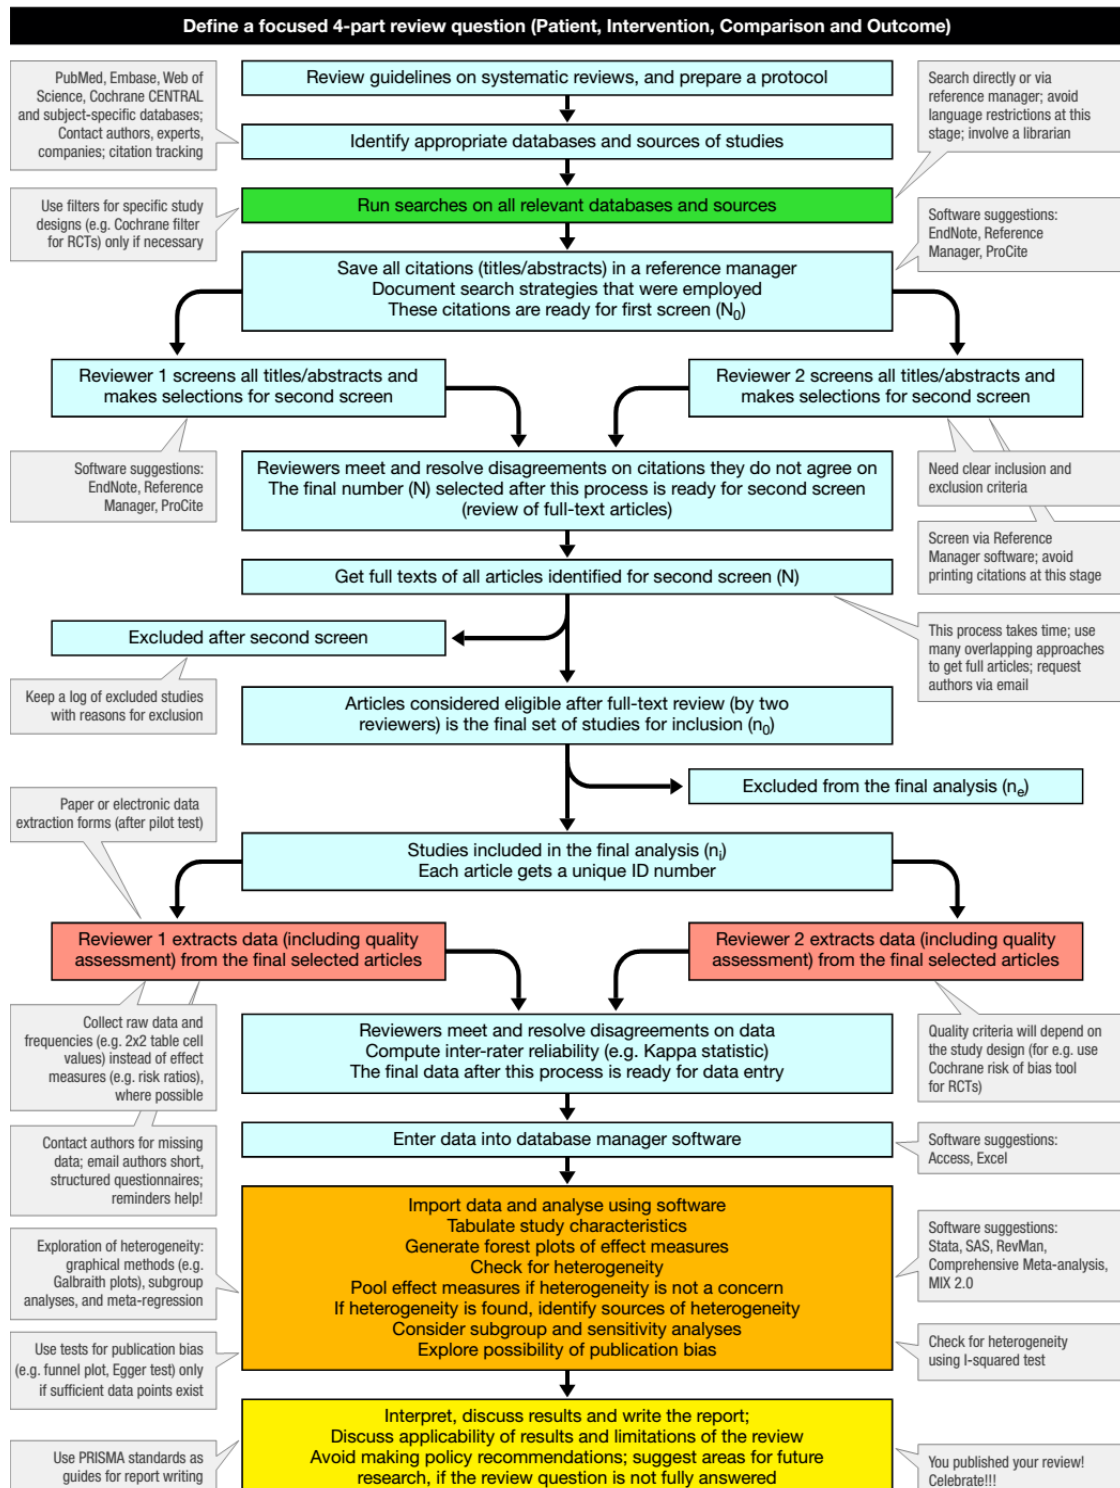 Define a focused 4-part review question (Patient, Intervention, Comparison and Outcome)
PubMed, Embase, Web of
Science, Cochrane CENTRAL
and subject-specific databases;
Contact authors, experts,
companies; citation tracking
Review guidelines on systematic reviews, and prepare a protocol
Search directly or via
reference manager; avoid
language restrictions at this
stage; involve a librarian
Identify appropriate databases and sources of studies
Use filters for specific study
designs (e.g. Cochrane filter
for RCTs) only if necessary
Run searches on all relevant databases and sources
Software suggestions:
EndNote, Reference
Manager, ProCite
Save all citations (titles/abstracts) in a reference manager
Document search strategies that were employed
These citations are ready for first screen (N0)
Reviewer 1 screens all titles/abstracts and
makes selections for second screen
Reviewer 2 screens all titles/abstracts and
makes selections for second screen
Software suggestions:
EndNote, Reference
Manager, ProCite
Reviewers meet and resolve disagreements on citations they do not agree on
The final number (N) selected after this process is ready for second screen
(review of full-text articles)
Need clear inclusion and
exclusion criteria
Screen via Reference
Manager software; avoid
printing citations at this stage
Get full texts of all articles identified for second screen (N)
This process takes time; use
many overlapping approaches
to get full articles; request
authors via email
Excluded after second screen
Keep a log of excluded studies
with reasons for exclusion
Articles considered eligible after full-text review (by two
reviewers) is the final set of studies for inclusion (n0)
Excluded from the final analysis (ne)
Paper or electronic data
extraction forms (after pilot test)
Studies included in the final analysis (ni)
Each article gets a unique ID number
Reviewer 1 extracts data (including quality
assessment) from the final selected articles
Reviewer 2 extracts data (including quality
assessment) from the final selected articles
Collect raw data and
frequencies (e.g. 2x2 table cell
values) instead of effect
measures (e.g. risk ratios),
where possible
Reviewers meet and resolve disagreements on data
Compute inter-rater reliability (e.g. Kappa statistic)
The final data after this process is ready for data entry
Quality criteria will depend on
the study design (for e.g. use
Cochrane risk of bias tool
for RCTs)
Contact authors for missing
data; email authors short,
structured questionnaires;
reminders help!
Enter data into database manager software
Software suggestions:
Access, Excel
Import data and analyse using software
Tabulate study characteristics
Generate forest plots of effect measures
Check for heterogeneity
Pool effect measures if heterogeneity is not a concern
If heterogeneity is found, identify sources of heterogeneity
Consider subgroup and sensitivity analyses
Explore possibility of publication bias
Exploration of heterogeneity:
graphical methods (e.g.
Galbraith plots), subgroup
analyses, and meta-regression
Software suggestions:
Stata, SAS, RevMan,
Comprehensive Meta-analysis,
MIX 2.0
Use tests for publication bias
(e.g. funnel plot, Egger test) only
if sufficient data points exist
Check for heterogeneity
using I-squared test
Interpret, discuss results and write the report;
Discuss applicability of results and limitations of the review
Avoid making policy recommendations; suggest areas for future
research, if the review question is not fully answered
Use PRISMA standards as
guides for report writing
You published your review!
Celebrate!!!